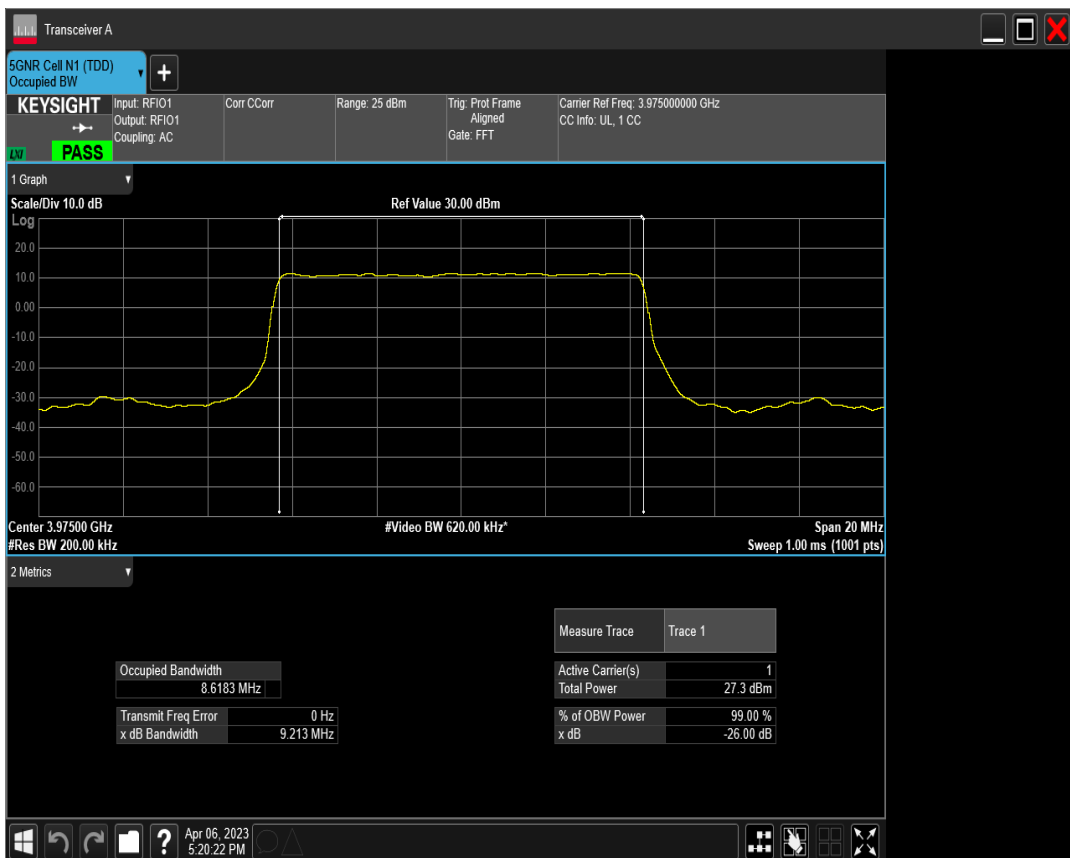 Transceiver A
5GNR Cell N1 (TDD)
Occupied BW
+
KEYSIGHT
LXI
PASS
Input: RFIO1
Output: RFIO1
Coupling: AC
Corr CCorr
Range: 25 dBm
Trig: Prot Frame
Aligned
Gate: FFT
Carrier Ref Freq: 3.975000000 GHz
CC Info: UL, 1 CC
1 Graph
Scale/Div 10.0 dB
Ref Value 30.00 dBm
Log
20.0
10.0
0.00
-10.0
-20.0
-30.0
-40.0
-50.0
-60.0
Center 3.97500 GHz
#Video BW 620.00 kHz*
Span 20 MHz
#Res BW 200.00 kHz
Sweep 1.00 ms (1001 pts)
2 Metrics
Measure Trace Trace 1
Occupied Bandwidth
8.6183 MHz
Active Carrier(s) 1
Total Power 27.3 dBm
Transmit Freq Error 0 Hz
x dB Bandwidth 9.213 MHz
% of OBW Power 99.00 %
x dB -26.00 dB
?
Apr 06, 2023
5:20:22 PM